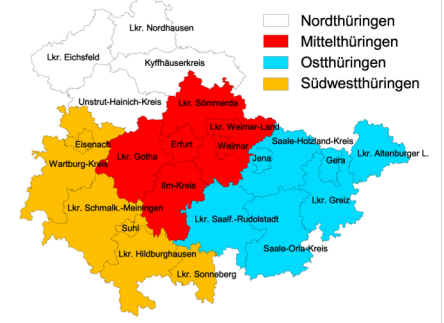 Nordthüringen
Mittelthüringen
Ostthüringen
Südwestthüringen
Lkr. Nordhausen
Lkr. Eichsfeld
Kyffhäuserkreis
Unstrut-Hainich-Kreis
Lkr. Sömmerda
Lkr. Weimar-Land
Eisenach
Erfurt
Weimar
Saale-Holzland-Kreis
Wartburg-Kreis
Lkr. Gotha
Jena
Gera
Lkr. Altenburger L.
Ilm-Kreis
Lkr. Greiz
Lkr. Schmalk.-Meiningen
Lkr. Saalf.-Rudolstadt
Suhl
Saale-Orla-Kreis
Lkr. Hildburghausen
Lkr. Sonneberg